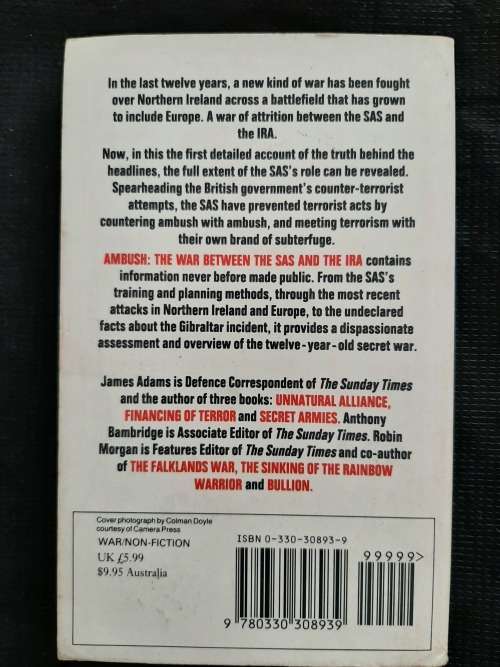 In the last twelve years, a new kind of war has been fought
over Northern Ireland across a battlefield that has grown
to include Europe. A war of attrition between the SAS and
the IRA.
Now, in this the first detailed account of the truth behind the
headlines, the full extent of the SAS's role can be revealed.
Spearheading the British government's counter-terrorist
attempts, the SAS have prevented terrorist acts by
countering ambush with ambush, and meeting terrorism with
their own brand of subterfuge.
AMBUSH: THE WAR BETWEEN THE SAS AND THE IRA contains
information never before made public. From the SAS's
training and planning methods, through the most recent
attacks in Northern Ireland and Europe, to the undeclared
facts about the Gibraltar incident, it provides a dispassionate
assessment and overview of the twelve-year-old secret war.
James Adams is Defence Correspondent of The Sunday Times
and the author of three books: UNNATURAL ALLIANCE,
FINANCING OF TERROR and SECRET ARMIES. Anthony
Bambridge is Associate Editor of The Sunday Times. Robin
Morgan is Features Editor of The Sunday Times and co-author
of THE FALKLANDS WAR, THE SINKING OF THE RAINBOW
WARRIOR and BULLION.
Cover photograph by Colman Doyle
courtesy of Camera Press
WAR/NON-FICTION
UK £5.99
$9.95 Australia
ISBN 0-330-30893-9
99999>
9 780330 308939